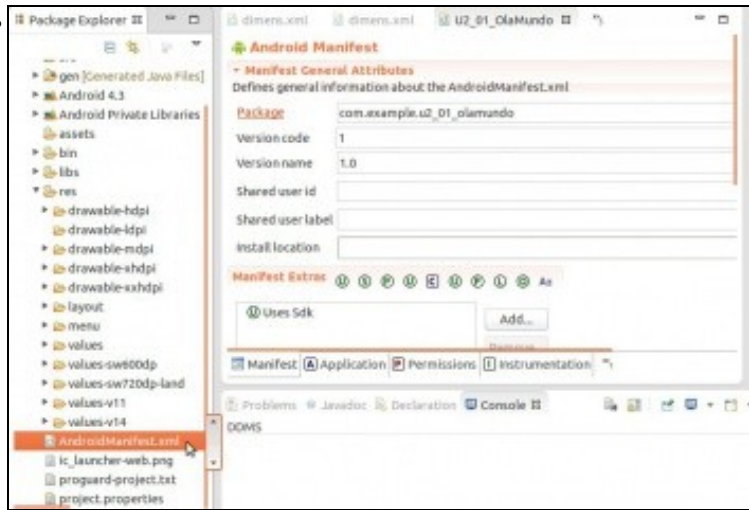 Package Explorer
gen [Generated Java Files]
Android 4.3
Android Private Libraries
assets
bin
libs
res
drawable-hdpi
drawable-ldpi
drawable-mdpi
drawable-xhdpi
drawable-xxhdpi
layout
menu
values
values-sw600dp
values-sw720dp-land
values-v11
values-v14
AndroidManifest.xml
ic_launcher-web.png
proguard-project.txt
project.properties
dimens.xml dimens.xml U2_01_OlaMundo
Android Manifest
Manifest General Attributes
Defines general information about the AndroidManifest.xml
Package com.example.u2_01_olamundo
Version code 1
Version name 1.0
Shared user id
Shared user label
Install location
Manifest Extras U S P U C U P L O Az
U Uses Sdk
Add...
Manifest A Application P Permissions I Instrumentation
Problems Javadoc Declaration Console
DDMS